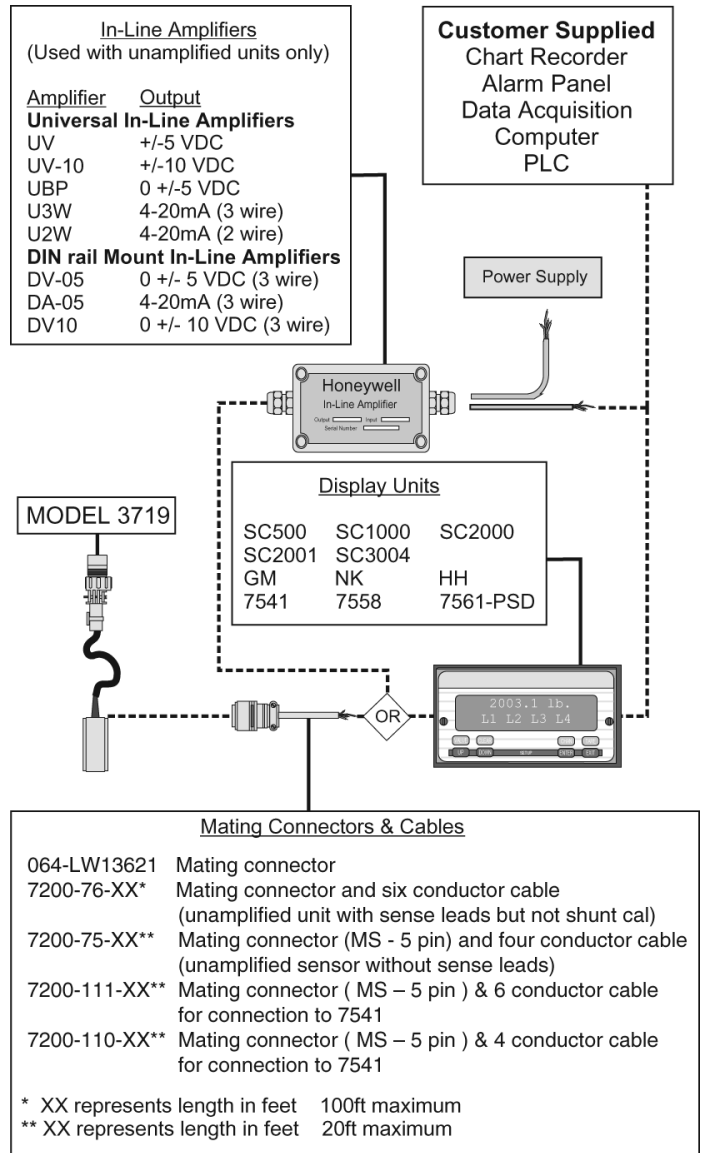 In-Line Amplifiers
(Used with unamplified units only)
Amplifier Output
Universal In-Line Amplifiers
UV +/-5 VDC
UV-10 +/-10 VDC
UBP 0 +/-5 VDC
U3W 4-20mA (3 wire)
U2W 4-20mA (2 wire)
DIN rail Mount In-Line Amplifiers
DV-05 0 +/- 5 VDC (3 wire)
DA-05 4-20mA (3 wire)
DV10 0 +/- 10 VDC (3 wire)
Customer Supplied
Chart Recorder
Alarm Panel
Data Acquisition
Computer
PLC
Power Supply
Honeywell
In-Line Amplifier
Output Input
Serial Number
Display Units
SC500 SC1000 SC2000
SC2001 SC3004
GM NK HH
7541 7558 7561-PSD
MODEL 3719
OR
2003.1 lb.
L1 L2 L3 L4
UP DOWN SETUP ENTER EXIT
Mating Connectors & Cables
064-LW13621 Mating connector
7200-76-XX* Mating connector and six conductor cable
(unamplified unit with sense leads but not shunt cal)
7200-75-XX** Mating connector (MS - 5 pin) and four conductor cable
(unamplified sensor without sense leads)
7200-111-XX** Mating connector ( MS – 5 pin ) & 6 conductor cable
for connection to 7541
7200-110-XX** Mating connector ( MS – 5 pin ) & 4 conductor cable
for connection to 7541
* XX represents length in feet 100ft maximum
** XX represents length in feet 20ft maximum